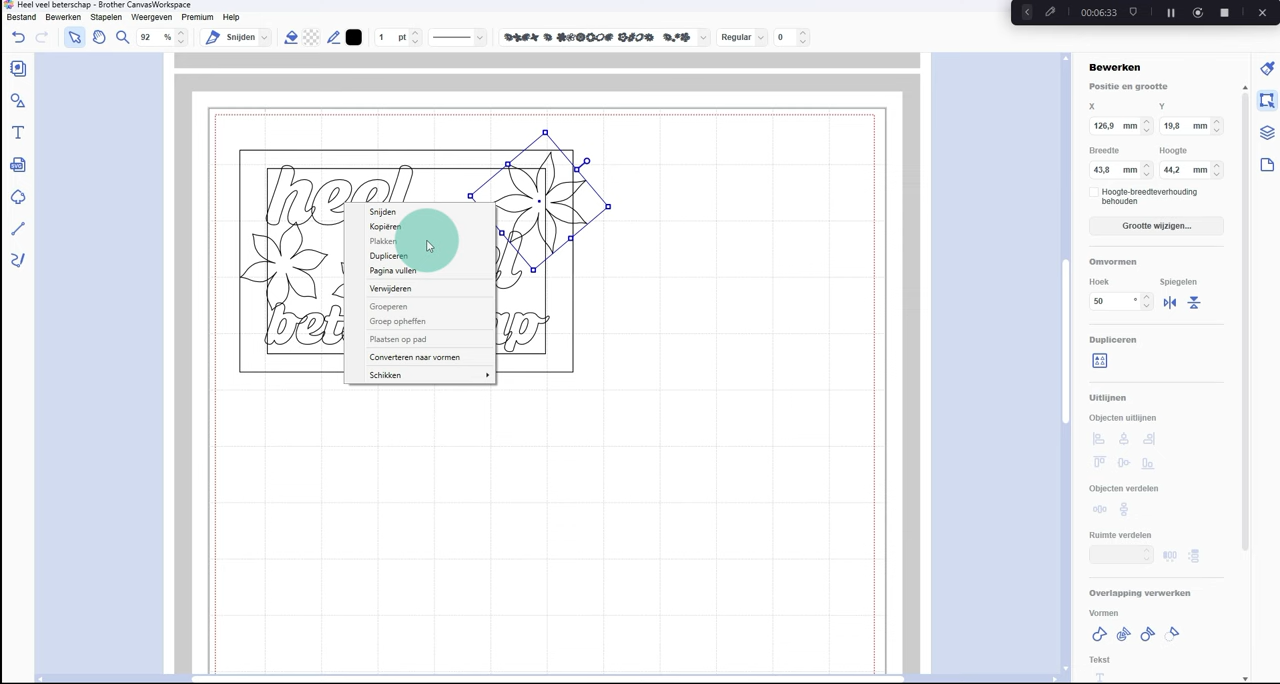 Heel veel beterschap - Brother CanvasWorkspace
00:06:33
Bestand Bewerken Stapelen Weergeven Premium Help
92 % Snijden 1 pt Regular 0
Bewerken
Positie en grootte
X Y
126,9 mm 19,8 mm
Breedte Hoogte
43,8 mm 44,2 mm
Hoogte-breedteverhouding
behouden
Grootte wijzigen...
Omvormen
Hoek Spiegelen
50 °
Dupliceren
Uitlijnen
Objecten uitlijnen
Objecten verdelen
Ruimte verdelen
Overlapping verwerken
Vormen
Tekst
heel
Snijden
Kopiëren
Plakken
Dupliceren
Pagina vullen
Verwijderen
Groeperen
Groep opheffen
Plaatsen op pad
Converteren naar vormen
Schikken